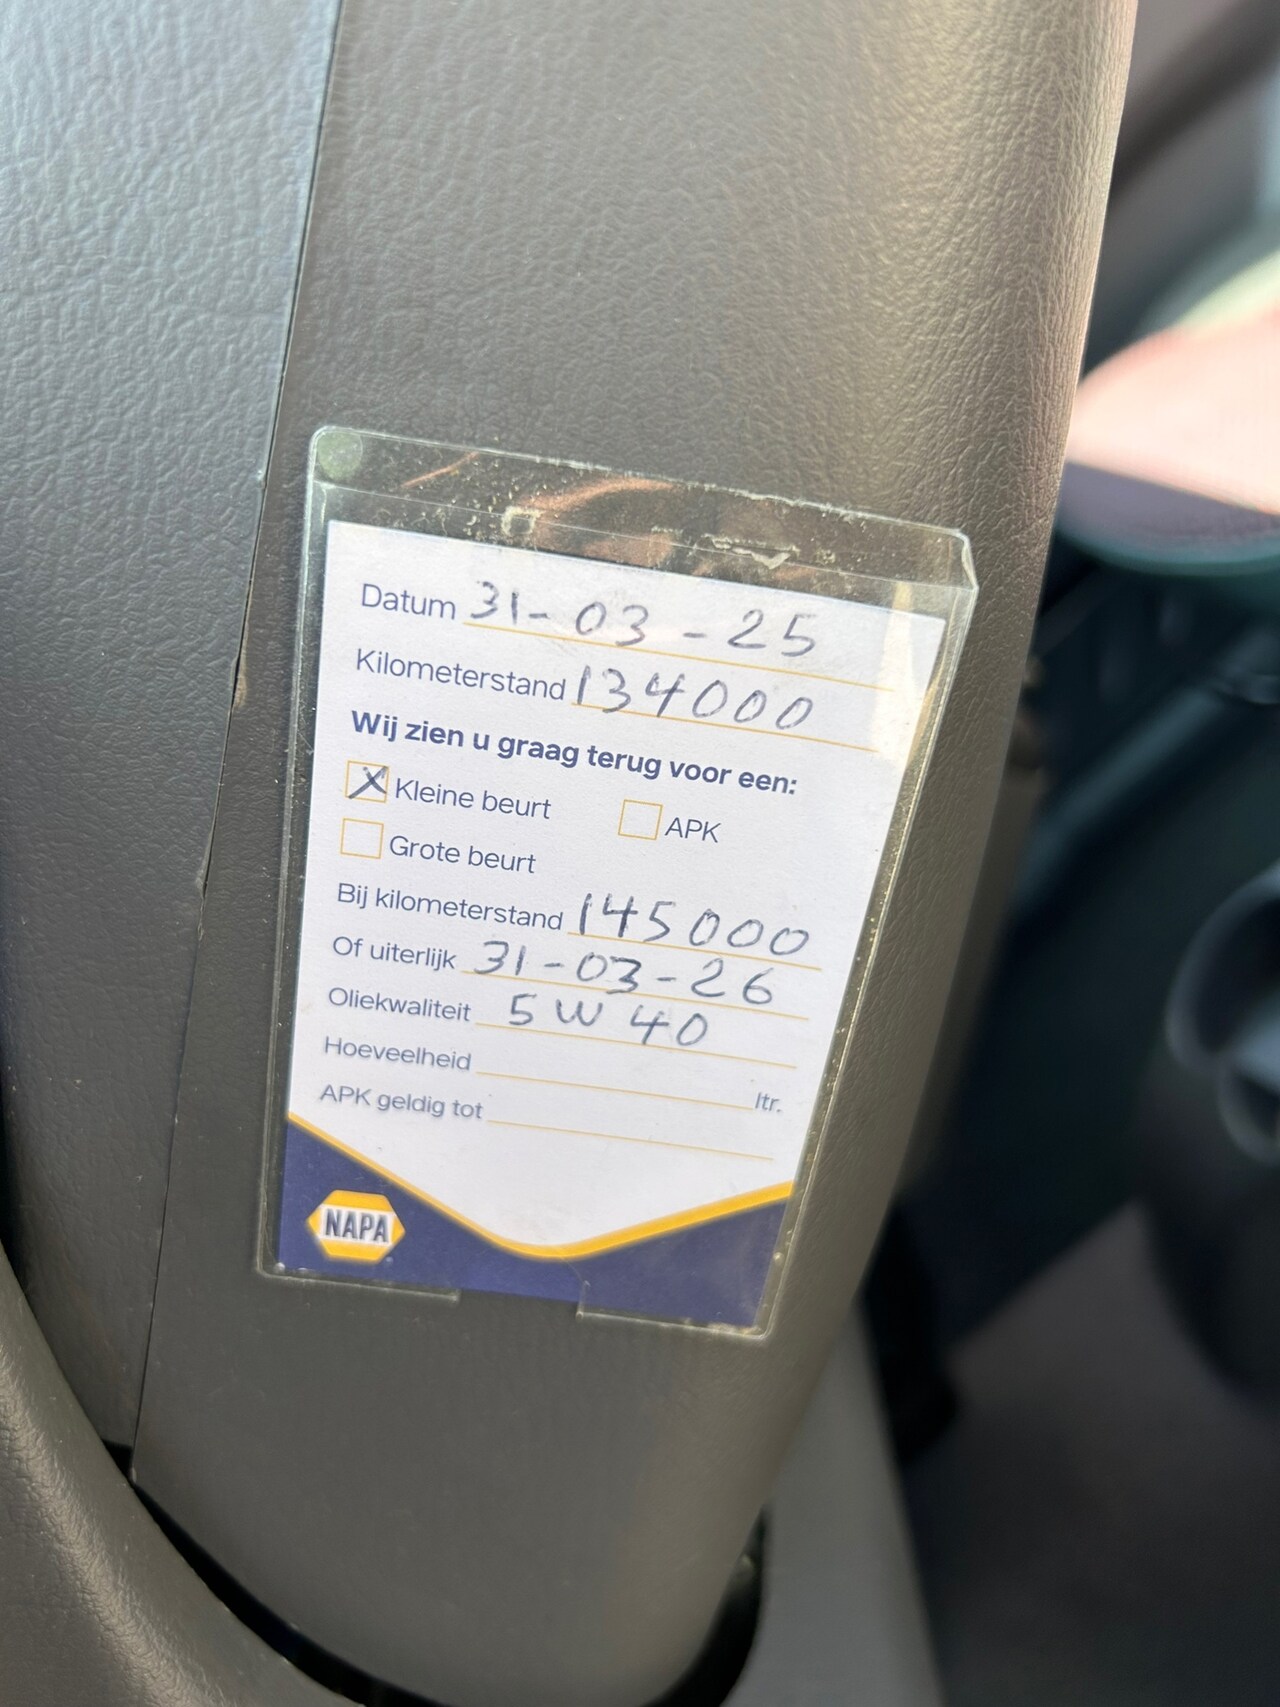 Datum 31-03-25
Kilometerstand 134000
Wij zien u graag terug voor een:
Kleine beurt APK
Grote beurt
Bij kilometerstand 145000
Of uiterlijk 31-03-26
Oliekwaliteit 5W40
Hoeveelheid ltr.
APK geldig tot
NAPA